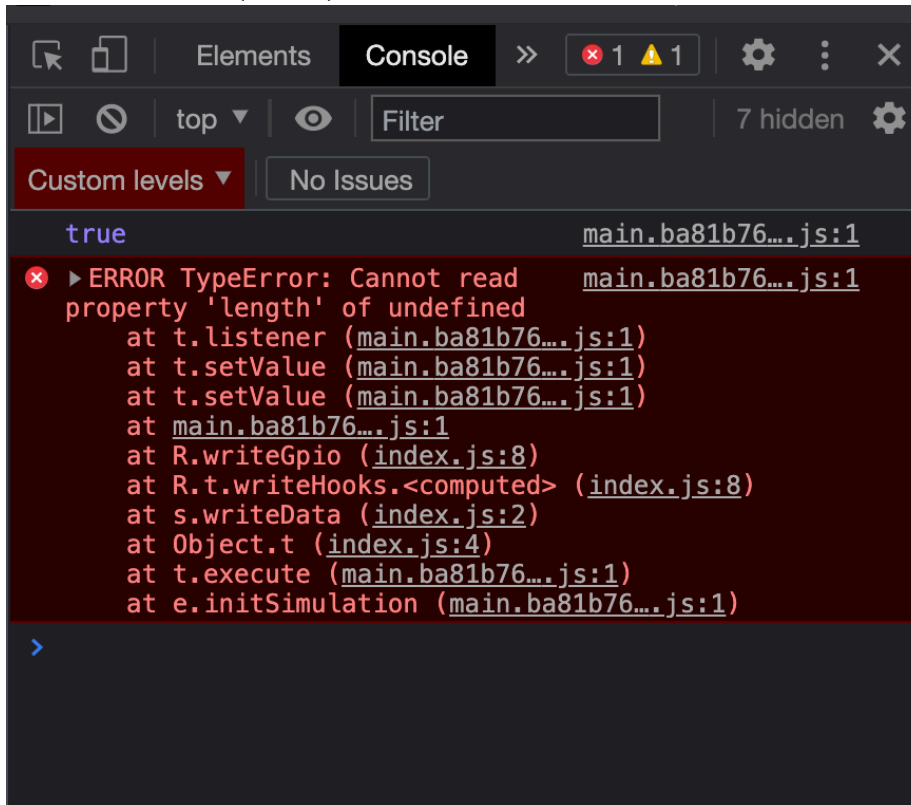 Elements Console » 1 1
top ▼ Filter 7 hidden
Custom levels ▼ No Issues
true main.ba81b76….js:1
▶ERROR TypeError: Cannot read main.ba81b76….js:1
property 'length' of undefined
at t.listener (main.ba81b76….js:1)
at t.setValue (main.ba81b76….js:1)
at t.setValue (main.ba81b76….js:1)
at main.ba81b76….js:1
at R.writeGpio (index.js:8)
at R.t.writeHooks.<computed> (index.js:8)
at s.writeData (index.js:2)
at Object.t (index.js:4)
at t.execute (main.ba81b76….js:1)
at e.initSimulation (main.ba81b76….js:1)
>